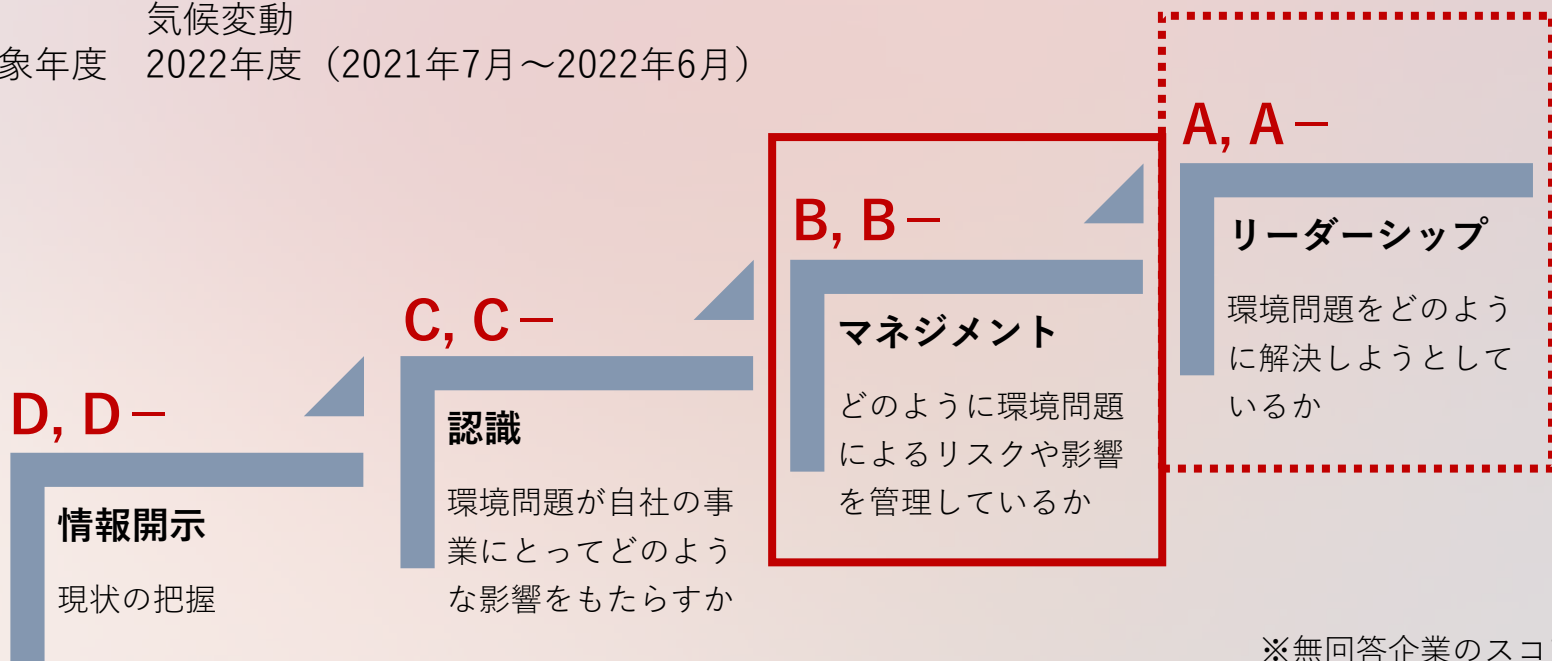 気候変動
象年度 2022年度（2021年7月～2022年6月）
A, A－
リーダーシップ
環境問題をどのよう
に解決しようとして
いるか
B, B－
マネジメント
どのように環境問題
によるリスクや影響
を管理しているか
C, C－
認識
環境問題が自社の事
業にとってどのよう
な影響をもたらすか
D, D－
情報開示
現状の把握
※無回答企業のスコ